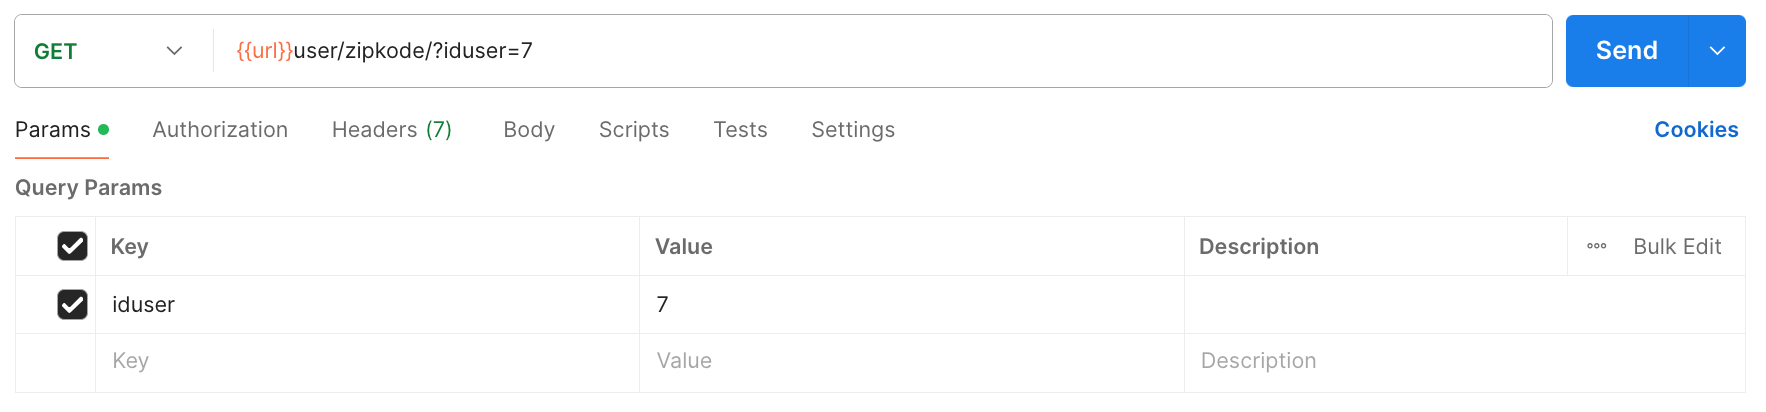 GET {{url}}user/zipkode/?iduser=7 Send
Params Authorization Headers (7) Body Scripts Tests Settings Cookies
Query Params
Key Value Description Bulk Edit
iduser 7
Key Value Description